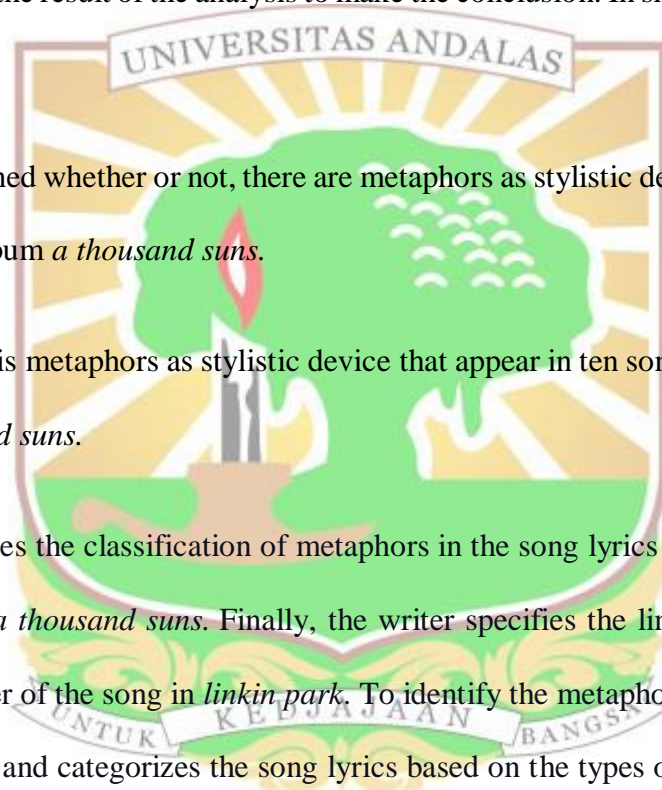 the result of the analysis to make the conclusion. In s
UNIVERSITAS ANDALAS
ned whether or not, there are metaphors as stylistic de
bum a thousand suns.
is metaphors as stylistic device that appear in ten son
d suns.
es the classification of metaphors in the song lyrics
a thousand suns. Finally, the writer specifies the lin
er of the song in linkin park. To identify the metapho
UNTUK KEDJAJAAN BANGSA
and categorizes the song lyrics based on the types o